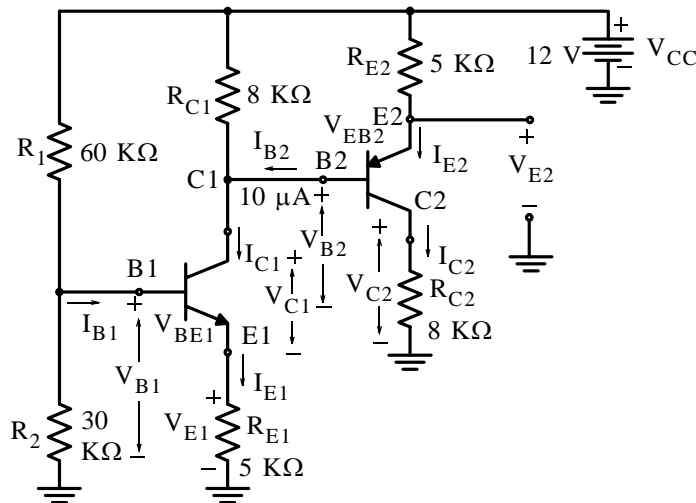 +
12 V
V_CC
−
R_E2
5 KΩ
R_C1
8 KΩ
E2
V_EB2
I_B2
B2
I_E2
+
V_E2
−
R_1
60 KΩ
C1
10 μA
+
C2
V_B2
−
I_C1
+
V_C1
−
+
V_C2
−
I_C2
R_C2
8 KΩ
B1
I_B1
+
V_BE1
E1
V_B1
−
I_E1
+
V_E1
−
R_E1
5 KΩ
R_2
30
KΩ